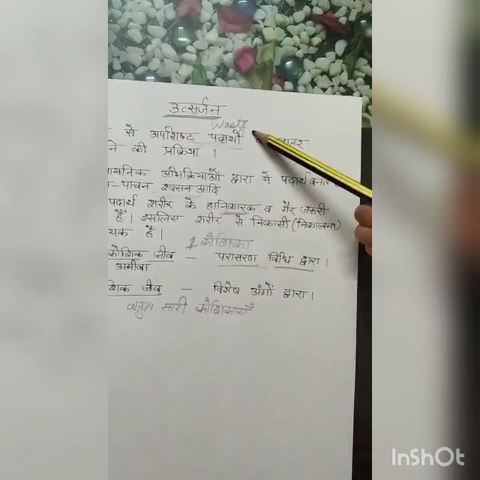 उत्सर्जन
Waste
से अपशिष्ट पदार्थों
की प्रक्रिया ।
अभिक्रियाओं द्वारा ये पदार्थ बनते
- पाचन, श्वसन आदि
पदार्थ शरीर के हानिकारक व गैर जरूरी
हैं । इसलिए शरीर से निकासी (निकालना)
यक है ।
1 कोशिका
कोशिक जीव – परासरण विधि द्वारा ।
अमीबा
शिक जीव – विशेष अंगों द्वारा ।
बहुत सारी कोशिकाएँ
InShOt